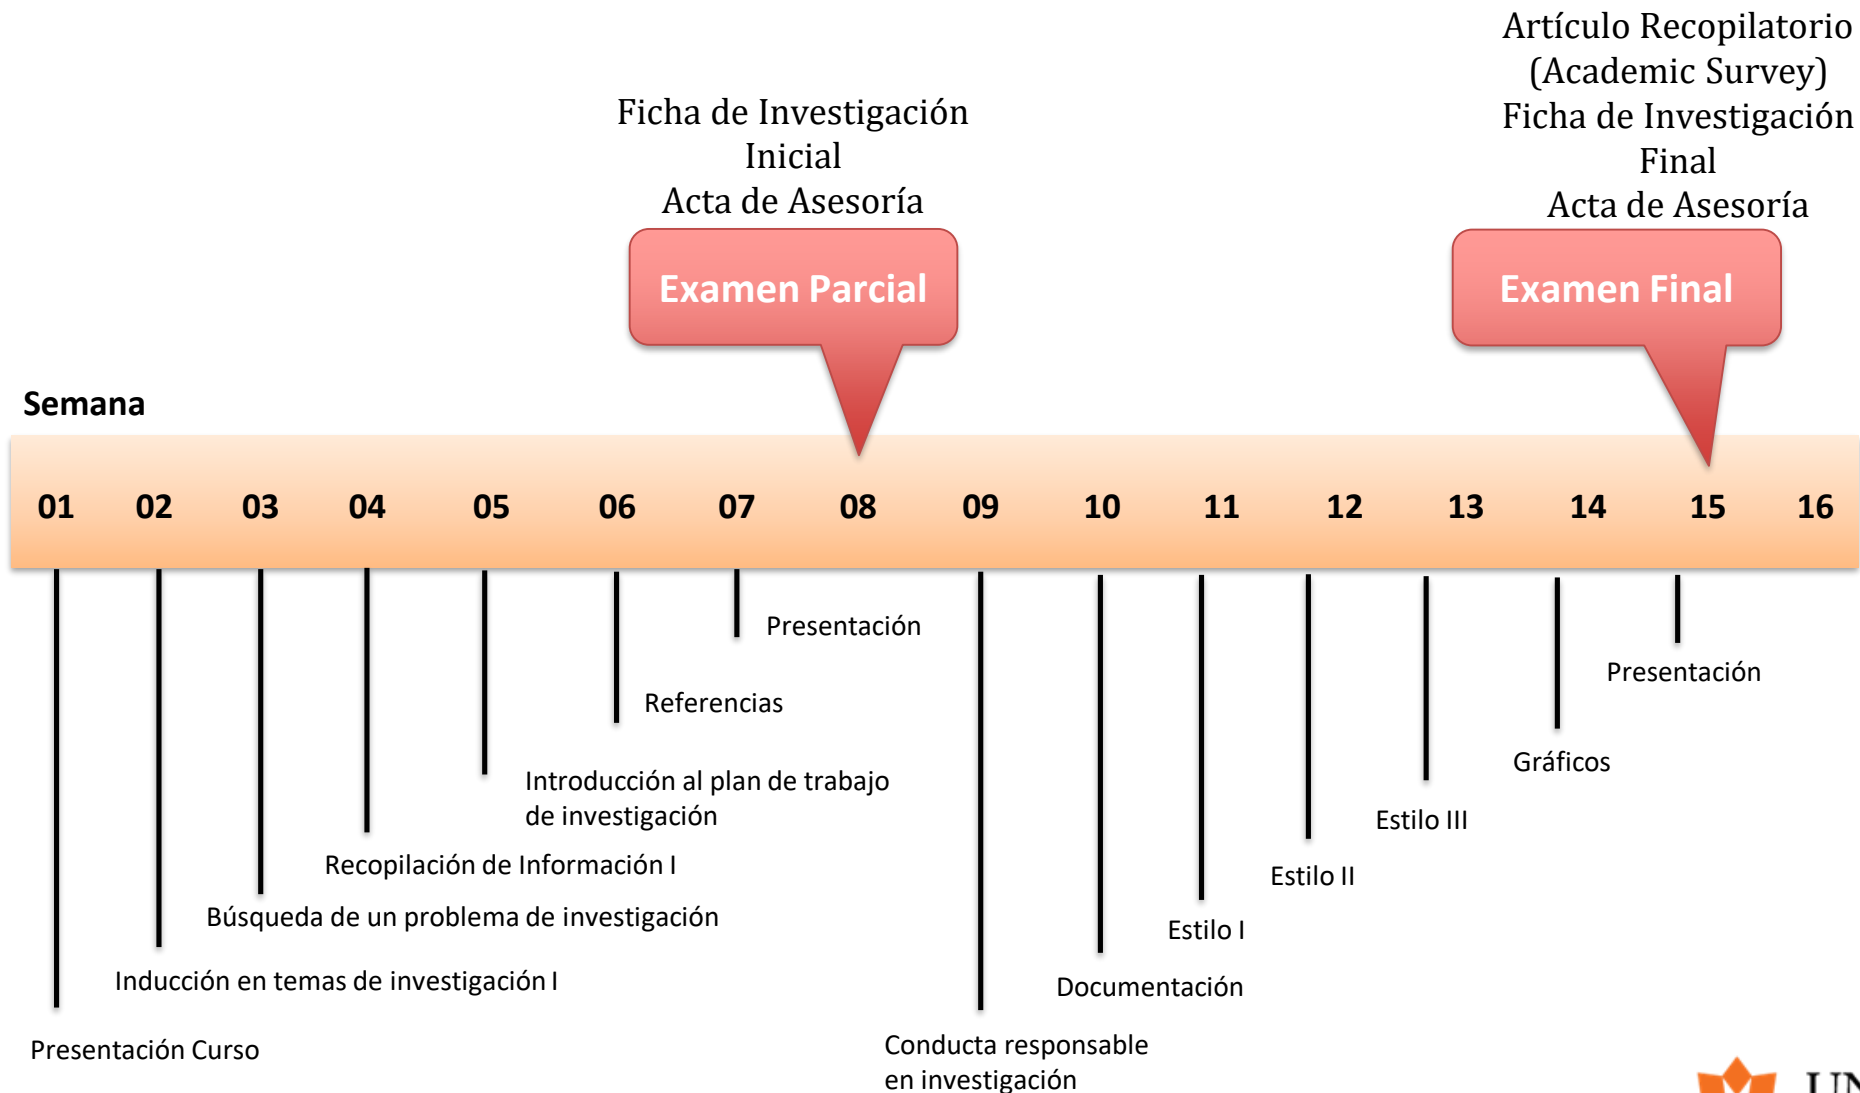 Artículo Recopilatorio
(Academic Survey)
Ficha de Investigación
Final
Acta de Asesoría
Ficha de Investigación
Inicial
Acta de Asesoría
Examen Parcial
Examen Final
Semana
01 02 03 04 05 06 07 08 09 10 11 12 13 14 15 16
Presentación
Referencias
Introducción al plan de trabajo
de investigación
Recopilación de Información I
Búsqueda de un problema de investigación
Inducción en temas de investigación I
Presentación Curso
Presentación
Gráficos
Estilo III
Estilo II
Estilo I
Documentación
Conducta responsable
en investigación